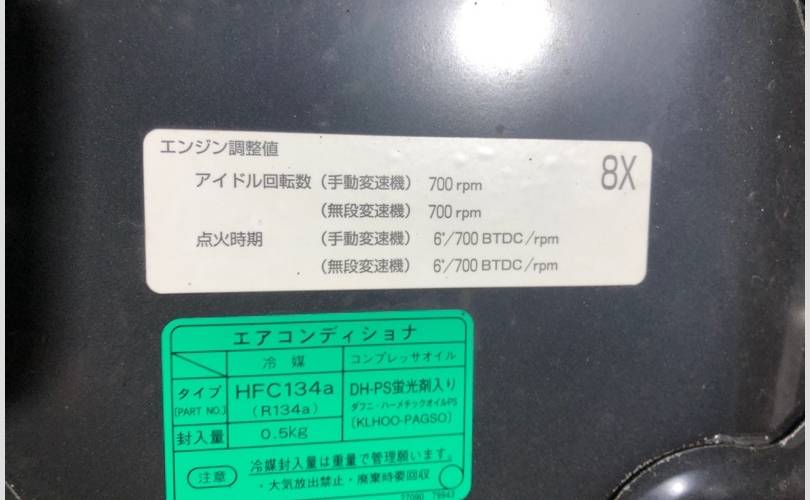 エンジン調整値
8X
アイドル回転数（手動変速機） 700 rpm
（無段変速機） 700 rpm
点火時期 （手動変速機） 6°/700 BTDC/rpm
（無段変速機） 6°/700 BTDC/rpm
エアコンディショナ
冷媒 コンプレッサオイル
タイプ HFC134a DH-PS蛍光剤入り
[PART NO.] (R134a) ダフニ・ハーメチックオイルPS
[KLHOO-PAGSO]
封入量 0.5kg
注意 冷媒封入量は重量で管理願います。
・大気放出禁止・廃棄時要回収